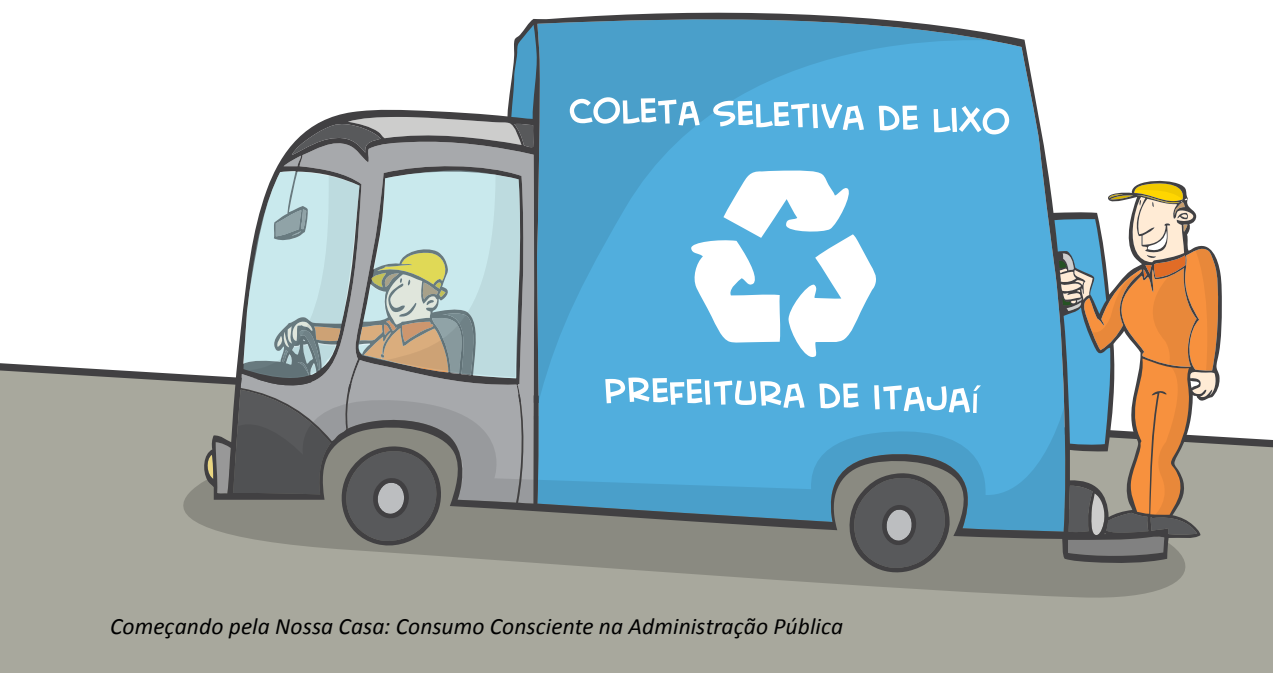 COLETA SELETIVA DE LIXO
PREFEITURA DE ITAJAÍ
Começando pela Nossa Casa: Consumo Consciente na Administração Pública